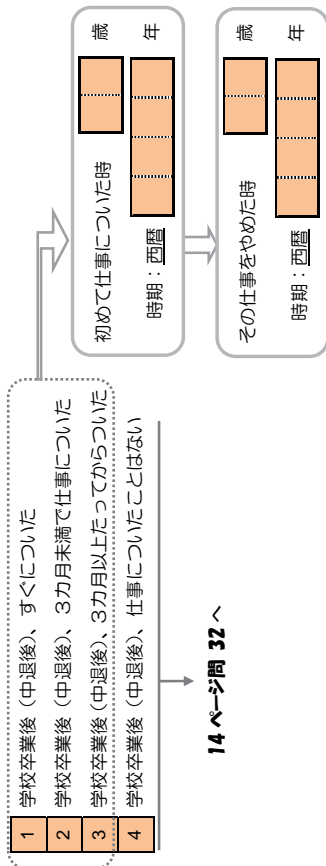 1 学校卒業後（中退後）、すぐについた
2 学校卒業後（中退後）、3カ月未満で仕事についた
3 学校卒業後（中退後）、3カ月以上たってからついた
4 学校卒業後（中退後）、仕事についたことはない
14 ページ問 32 へ
初めて仕事についた時 歳
時期：西暦 年
その仕事をやめた時 歳
時期：西暦 年